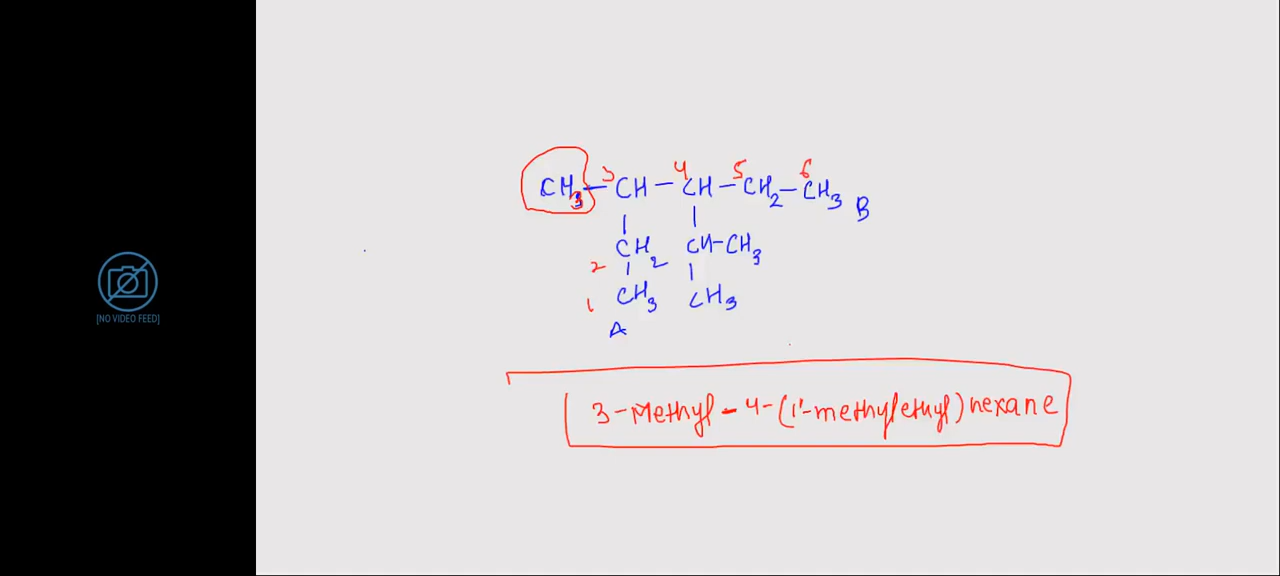 [NO VIDEO FEED]
3 4 5 6
CH3 - CH - CH - CH2 - CH3 B
3
CH2 CH-CH3
2
1 CH3 CH3
A
3-Methyl-4-(1'-methylethyl)hexane